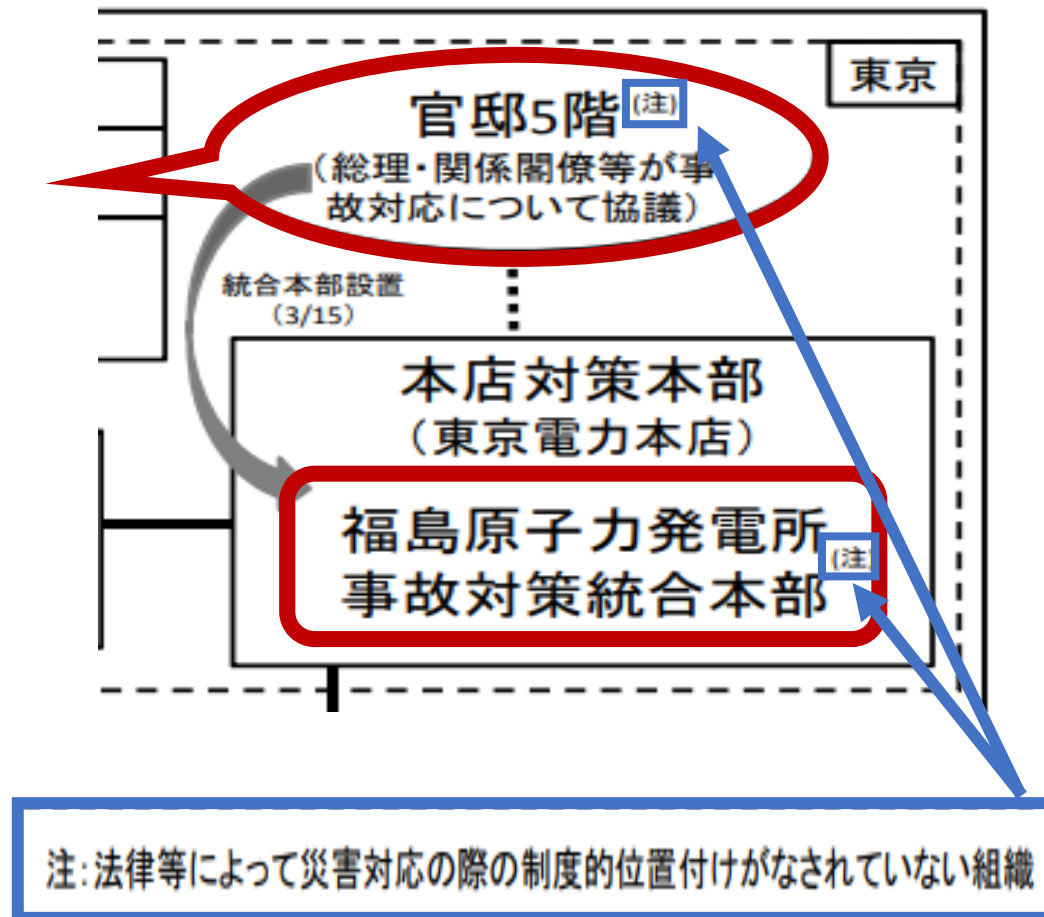 東京
官邸5階(注)
(総理・関係閣僚等が事
故対応について協議)
統合本部設置
(3/15)
本店対策本部
(東京電力本店)
福島原子力発電所
事故対策統合本部(注)
注:法律等によって災害対応の際の制度的位置付けがなされていない組織